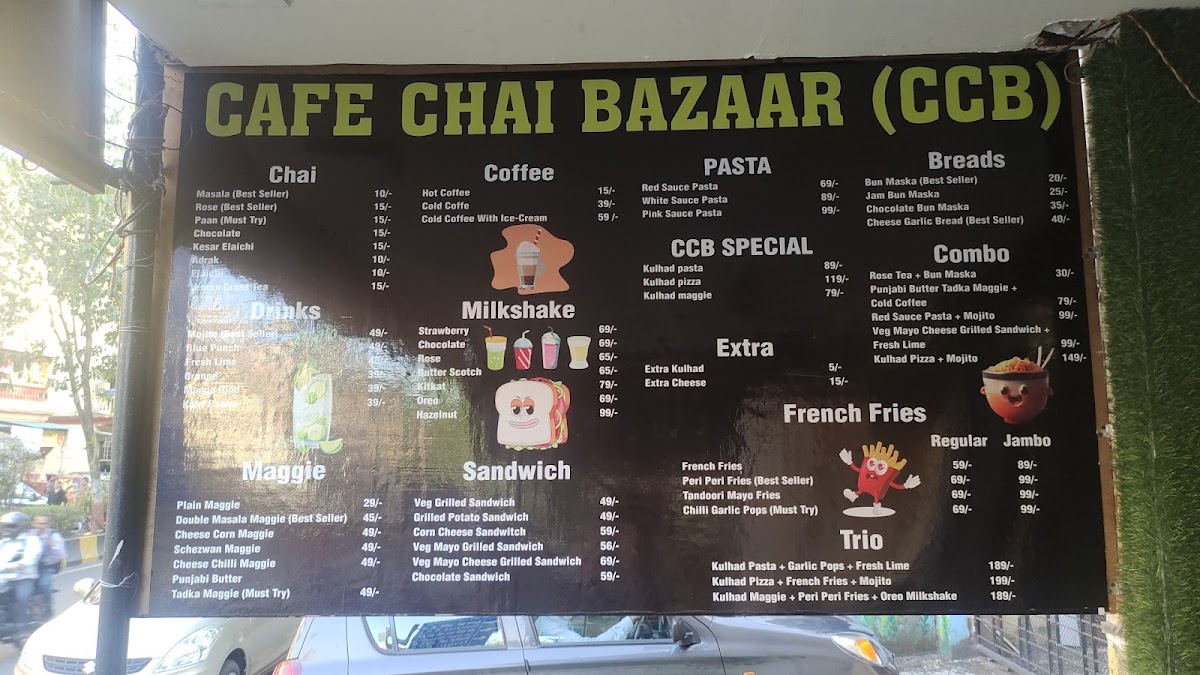 CAFE CHAI BAZAAR (CCB)
Chai
Masala (Best Seller) 10/-
Rose (Best Seller) 15/-
Paan (Must Try) 15/-
Chocolate 15/-
Kesar Elaichi 15/-
Adrak 10/-
Elaichi 10/-
Lemon Grass Tea 15/-
Drinks
Mojito (Best Seller) 49/-
Blue Punch 49/-
Fresh Lime
Orange 39/-
39/-
39/-
Maggie
Plain Maggie 29/-
Double Masala Maggie (Best Seller) 45/-
Cheese Corn Maggie 49/-
Schezwan Maggie 49/-
Cheese Chilli Maggie 49/-
Punjabi Butter
Tadka Maggie (Must Try) 49/-
Coffee
Hot Coffee 15/-
Cold Coffe 39/-
Cold Coffee With Ice-Cream 59 /-
Milkshake
Strawberry 69/-
Chocolate 69/-
Rose 65/-
Butter Scotch 65/-
Kitkat 79/-
Oreo 69/-
Hazelnut 99/-
Sandwich
Veg Grilled Sandwich 49/-
Grilled Potato Sandwich 49/-
Corn Cheese Sandwitch 59/-
Veg Mayo Grilled Sandwich 56/-
Veg Mayo Cheese Grilled Sandwich 69/-
Chocolate Sandwich 59/-
PASTA
Red Sauce Pasta 69/-
White Sauce Pasta 89/-
Pink Sauce Pasta 99/-
CCB SPECIAL
Kulhad pasta 89/-
Kulhad pizza 119/-
Kulhad maggie 79/-
Extra
Extra Kulhad 5/-
Extra Cheese 15/-
Breads
Bun Maska (Best Seller) 20/-
Jam Bun Maska 25/-
Chocolate Bun Maska 35/-
Cheese Garlic Bread (Best Seller) 40/-
Combo
Rose Tea + Bun Maska 30/-
Punjabi Butter Tadka Maggie +
Cold Coffee 79/-
Red Sauce Pasta + Mojito 99/-
Veg Mayo Cheese Grilled Sandwich +
Fresh Lime 99/-
Kulhad Pizza + Mojito 149/-
French Fries
Regular Jambo
French Fries 59/- 89/-
Peri Peri Fries (Best Seller) 69/- 99/-
Tandoori Mayo Fries 69/- 99/-
Chilli Garlic Pops (Must Try) 69/- 99/-
Trio
Kulhad Pasta + Garlic Pops + Fresh Lime 189/-
Kulhad Pizza + French Fries + Mojito 199/-
Kulhad Maggie + Peri Peri Fries + Oreo Milkshake 189/-